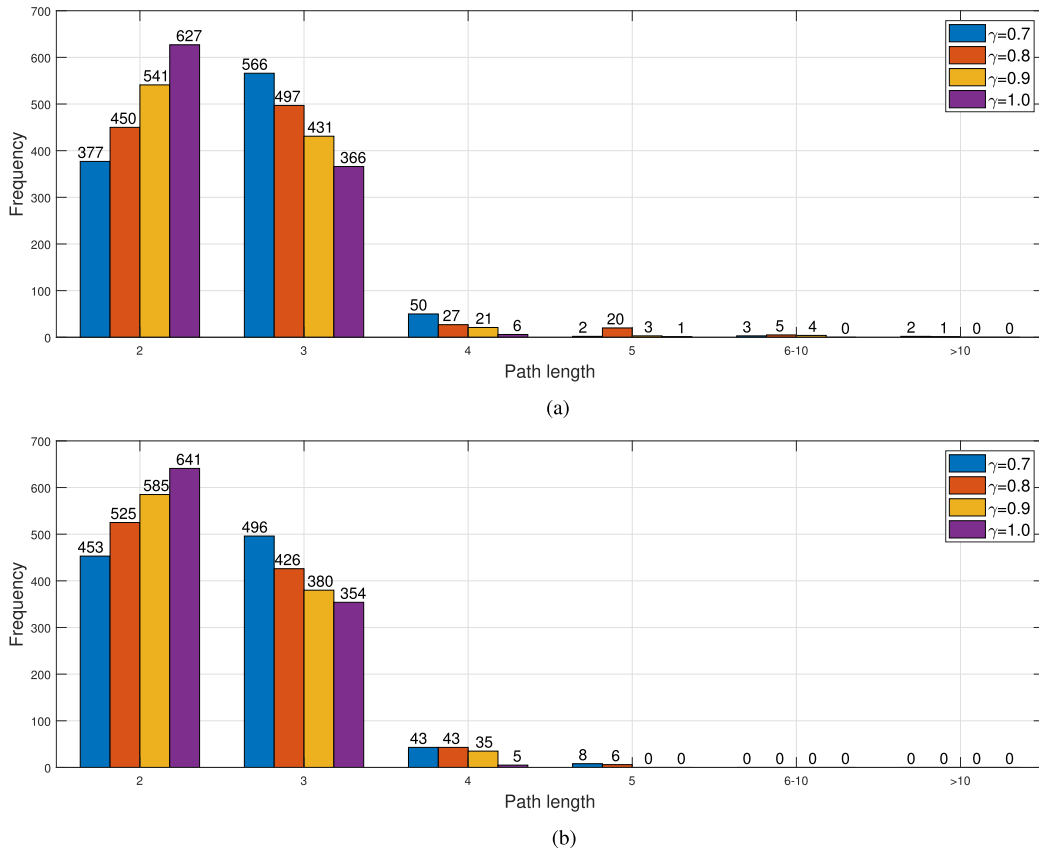 700
600
500
400
300
200
100
0
Frequency
377 450 541 627
566 497 431 366
50 27 21 6
2 20 3 1
3 5 4 0
2 1 0 0
γ=0.7
γ=0.8
γ=0.9
γ=1.0
2 3 4 5 6-10 >10
Path length
(a)
700
600
500
400
300
200
100
0
Frequency
453 525 585 641
496 426 380 354
43 43 35 5
8 6 0 0
0 0 0 0
0 0 0 0
γ=0.7
γ=0.8
γ=0.9
γ=1.0
2 3 4 5 6-10 >10
Path length
(b)